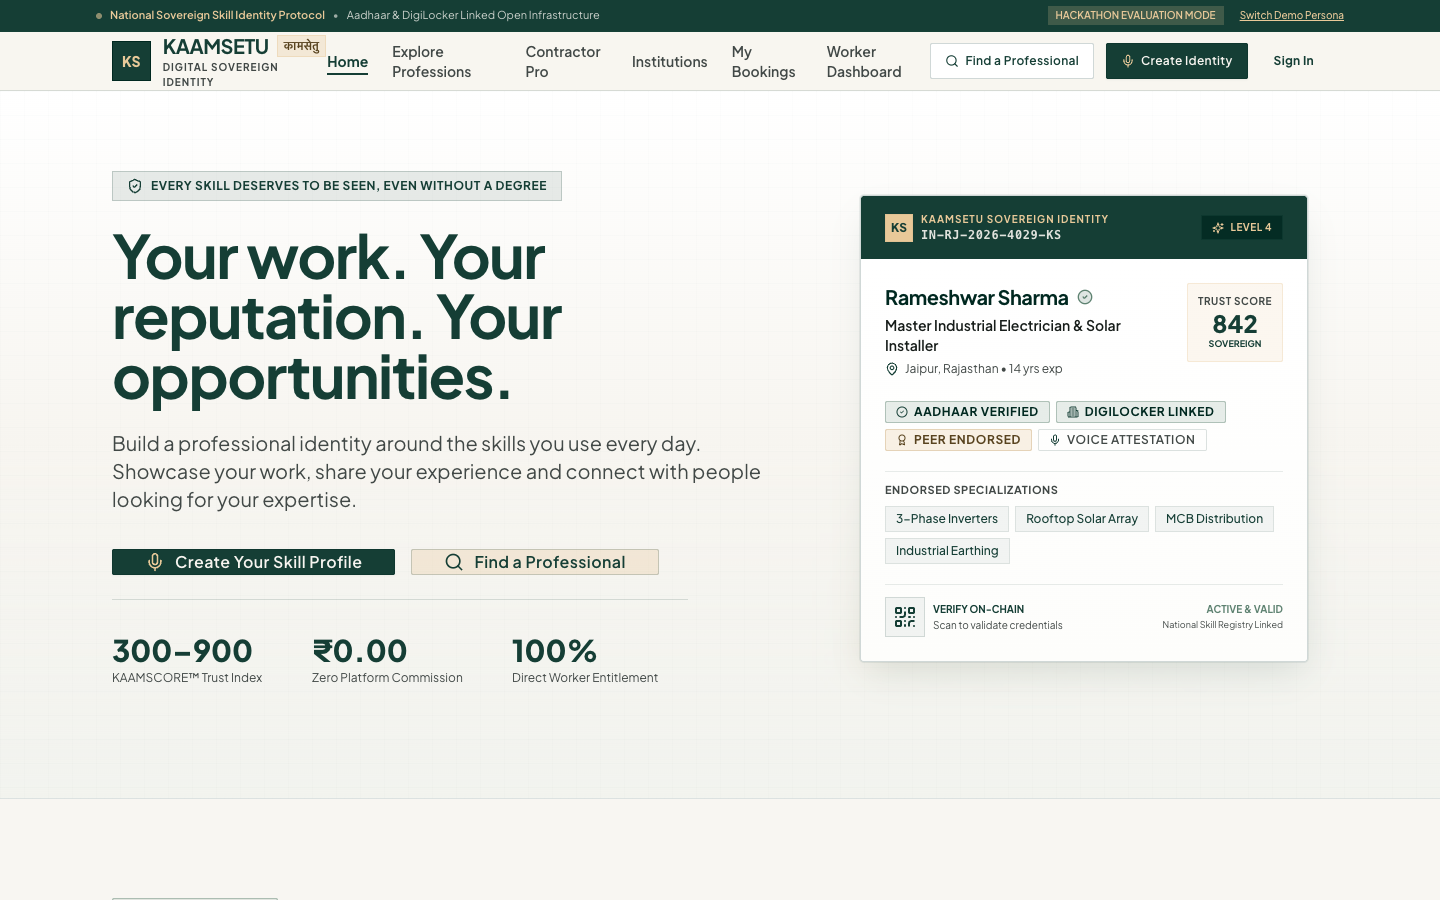 National Sovereign Skill Identity Protocol • Aadhaar & DigiLocker Linked Open Infrastructure
HACKATHON EVALUATION MODE
Switch Demo Persona
KS
KAAMSETU
कामसेतु
DIGITAL SOVEREIGN
IDENTITY
Home
Explore
Professions
Contractor
Pro
Institutions
My
Bookings
Worker
Dashboard
Find a Professional
Create Identity
Sign In
EVERY SKILL DESERVES TO BE SEEN, EVEN WITHOUT A DEGREE
Your work. Your
reputation. Your
opportunities.
Build a professional identity around the skills you use every day.
Showcase your work, share your experience and connect with people
looking for your expertise.
Create Your Skill Profile
Find a Professional
300–900
KAAMSCORE™ Trust Index
₹0.00
Zero Platform Commission
100%
Direct Worker Entitlement
KS
KAAMSETU SOVEREIGN IDENTITY
IN-RJ-2026-4029-KS
LEVEL 4
Rameshwar Sharma
Master Industrial Electrician & Solar
Installer
Jaipur, Rajasthan • 14 yrs exp
TRUST SCORE
842
SOVEREIGN
AADHAAR VERIFIED
DIGILOCKER LINKED
PEER ENDORSED
VOICE ATTESTATION
ENDORSED SPECIALIZATIONS
3-Phase Inverters
Rooftop Solar Array
MCB Distribution
Industrial Earthing
VERIFY ON-CHAIN
Scan to validate credentials
ACTIVE & VALID
National Skill Registry Linked